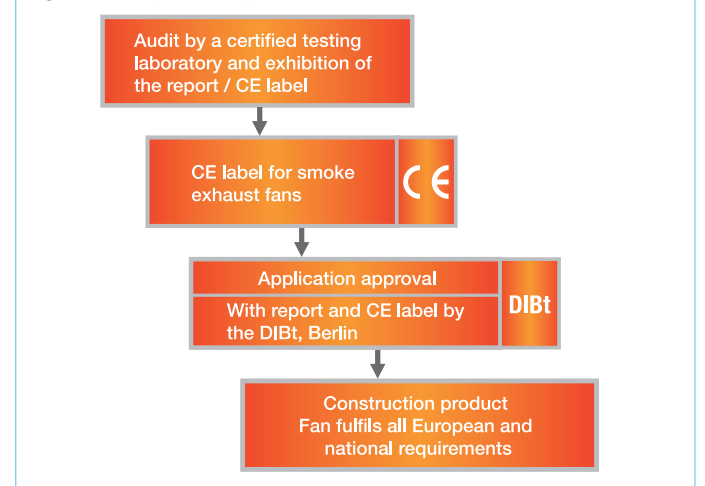 Audit by a certified testing
laboratory and exhibition of
the report / CE label
CE label for smoke
exhaust fans
CE
Application approval
With report and CE label by
the DIBt, Berlin
DIBt
Construction product
Fan fulfils all European and
national requirements